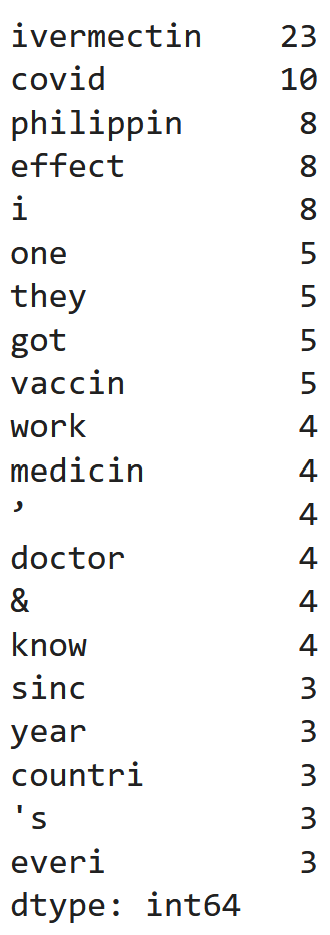 ivermectin 23
covid 10
philippin 8
effect 8
i 8
one 5
they 5
got 5
vaccin 5
work 4
medicin 4
’ 4
doctor 4
& 4
know 4
sinc 3
year 3
countri 3
's 3
everi 3
dtype: int64